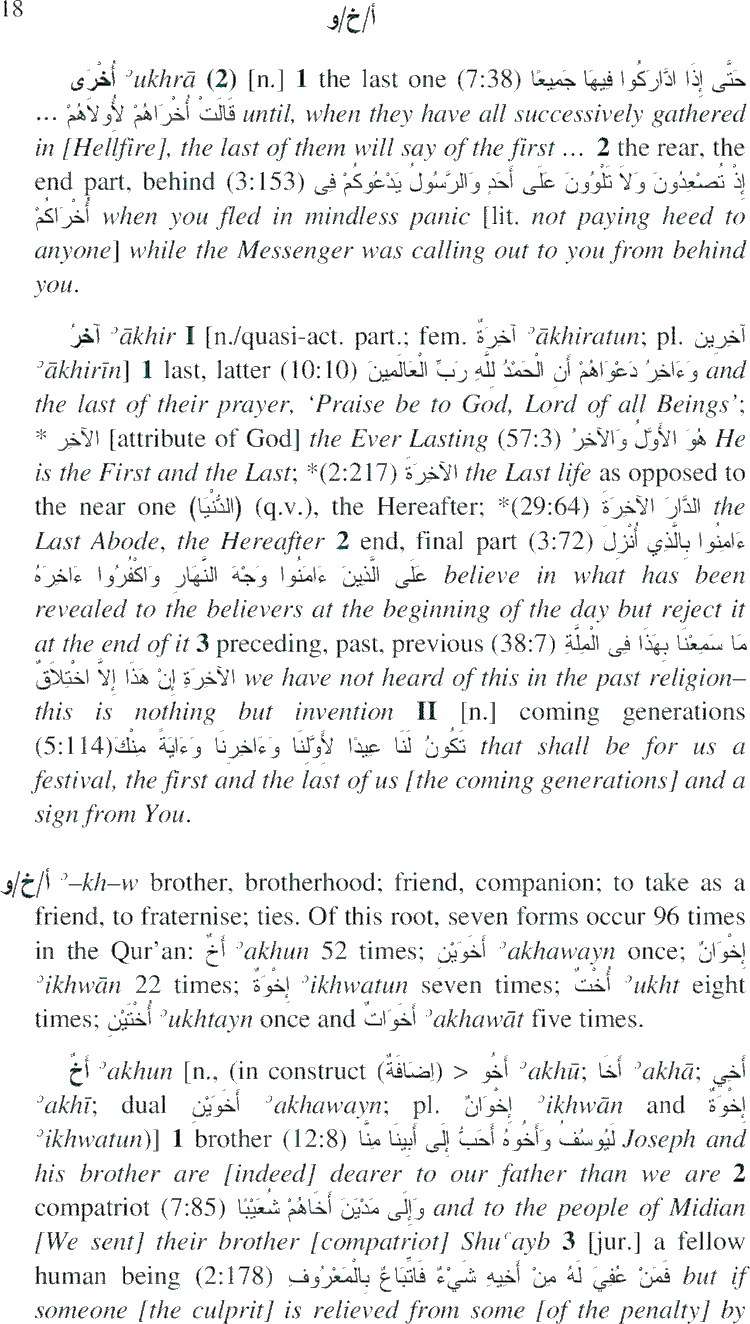 18
أ/خ/و
أُخْرَى ʾukhrā (2) [n.] 1 the last one (7:38) حَتَّى إِذَا ادَّارَكُوا فِيهَا جَمِيعًا
قَالَتْ أُخْرَاهُمْ لأُولاَهُمْ ... until, when they have all successively gathered
in [Hellfire], the last of them will say of the first ... 2 the rear, the
end part, behind (3:153) إِذْ تُصْعِدُونَ وَلاَ تَلْوُونَ عَلَى أَحَدٍ وَالرَّسُولُ يَدْعُوكُمْ فِى
أُخْرَاكُمْ when you fled in mindless panic [lit. not paying heed to
anyone] while the Messenger was calling out to you from behind
you.
آخرُ ʾākhir I [n./quasi-act. part.; fem. آخرَةٌ ʾākhiratun; pl. آخرِين
ʾākhirīn] 1 last, latter (10:10) وَءَاخِرُ دَعْوَاهُمْ أَنِ الْحَمْدُ لِلَّهِ رَبِّ الْعَالَمِينَ and
the last of their prayer, ‘Praise be to God, Lord of all Beings’;
* الآخِر [attribute of God] the Ever Lasting (57:3) هُوَ الأَوَّلُ وَالآخِرُ He
is the First and the Last; *(2:217) الآخِرَة the Last life as opposed to
the near one (الدُّنْيَا) (q.v.), the Hereafter; *(29:64) الدَّارَ الآخِرَةَ the
Last Abode, the Hereafter 2 end, final part (3:72) ءَامِنُوا بِالَّذِي أُنْزِلَ
عَلَى الَّذِينَ ءَامَنُوا وَجْهَ النَّهَارِ وَاكْفُرُوا ءَاخِرَهُ believe in what has been
revealed to the believers at the beginning of the day but reject it
at the end of it 3 preceding, past, previous (38:7) مَا سَمِعْنَا بِهَذَا فِى الْمِلَّةِ
الآخِرَةِ إِنْ هَذَا إِلاَّ اخْتِلَاقٌ we have not heard of this in the past religion–
this is nothing but invention II [n.] coming generations
(5:114)تَكُونُ لَنَا عِيدًا لأَوَّلِنَا وَءَاخِرِنَا وَءَايَةً مِنْكَ that shall be for us a
festival, the first and the last of us [the coming generations] and a
sign from You.
أ/خ/و ʾ–kh–w brother, brotherhood; friend, companion; to take as a
friend, to fraternise; ties. Of this root, seven forms occur 96 times
in the Qur’an: أَخٌ ʾakhun 52 times; أَخَوَيْنِ ʾakhawayn once; إِخْوَانٌ
ʾikhwān 22 times; إِخْوَةٌ ʾikhwatun seven times; أُخْتٌ ʾukht eight
times; أُخْتَيْنِ ʾukhtayn once and أَخَوَاتٌ ʾakhawāt five times.
أَخٌ ʾakhun [n., (in construct (إِضَافَةٌ) > أَخُو ʾakhū; أَخَا ʾakhā; أَخِي
ʾakhī; dual أَخَوَيْنِ ʾakhawayn; pl. إِخْوَانٌ ʾikhwān and إِخْوَةٌ
ʾikhwatun)] 1 brother (12:8) لَيُوسُفُ وَأَخُوهُ أَحَبُّ إِلَى أَبِينَا مِنَّا Joseph and
his brother are [indeed] dearer to our father than we are 2
compatriot (7:85) وَإِلَى مَدْيَنَ أَخَاهُمْ شُعَيْبًا and to the people of Midian
[We sent] their brother [compatriot] Shuʿayb 3 [jur.] a fellow
human being (2:178) فَمَنْ عُفِيَ لَهُ مِنْ أَخِيهِ شَيْءٌ فَاتِّبَاعٌ بِالْمَعْرُوفِ but if
someone [the culprit] is relieved from some [of the penalty] by